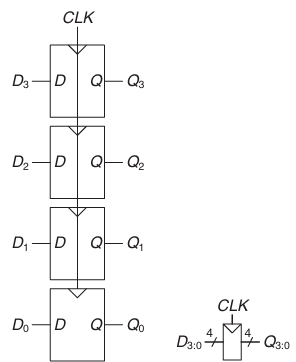 CLK
D3 D Q Q3
D2 D Q Q2
D1 D Q Q1
D0 D Q Q0
CLK
D3:0 4 4 Q3:0